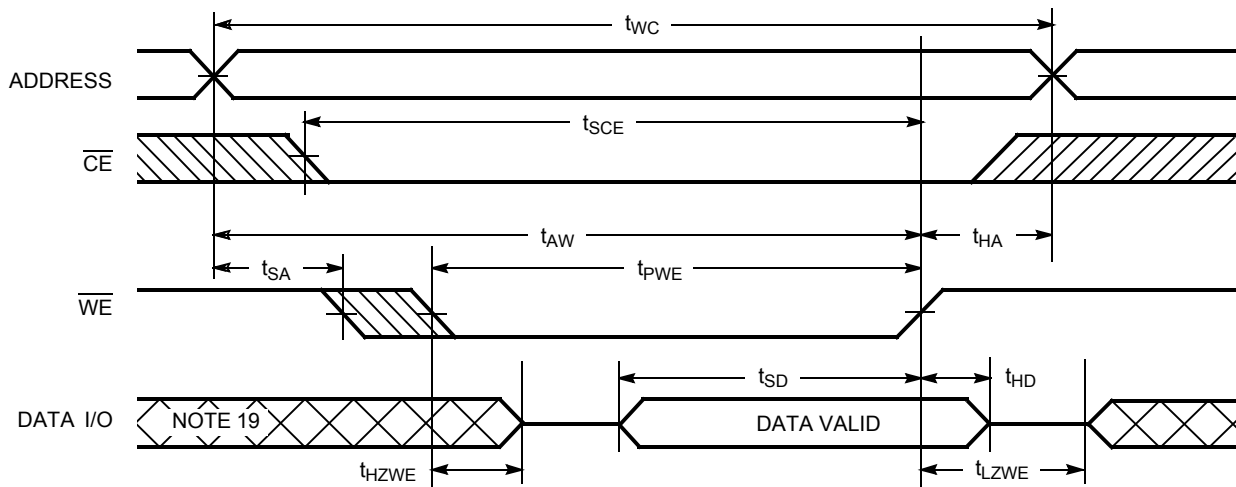 tWC
ADDRESS
tSCE
CE
tAW
tHA
tSA
tPWE
WE
tSD
tHD
DATA I/O
NOTE 19
DATA VALID
tHZWE
tLZWE